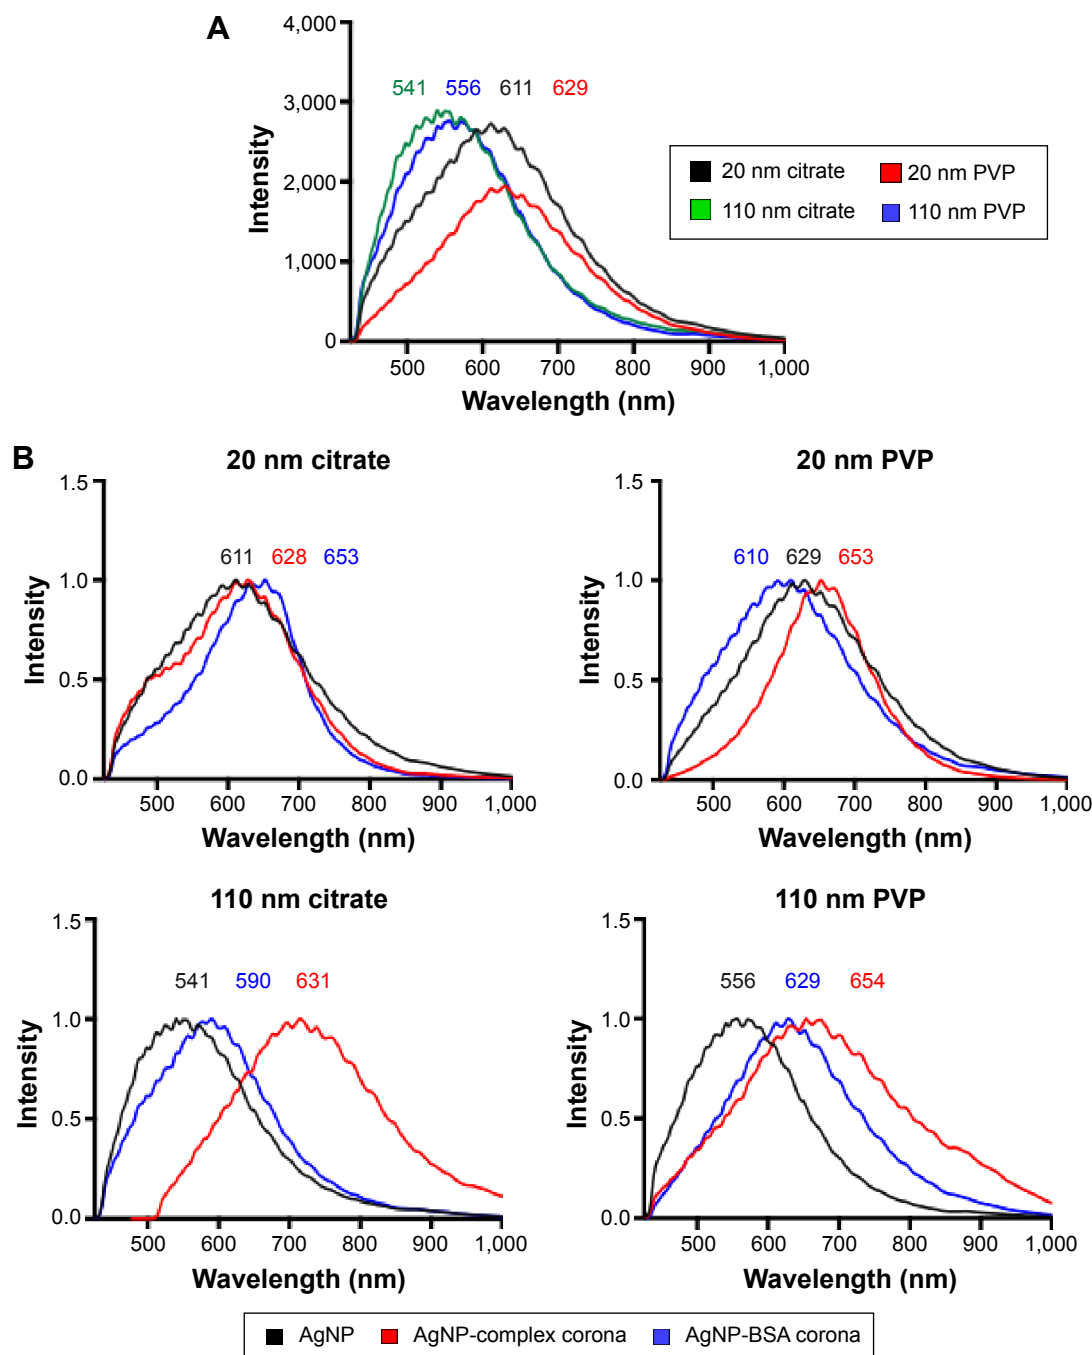 A
4,000
3,000
2,000
1,000
0
Intensity
541 556 611 629
500 600 700 800 900 1,000
Wavelength (nm)
20 nm citrate 20 nm PVP
110 nm citrate 110 nm PVP
B
20 nm citrate
1.5
1.0
0.5
0.0
Intensity
611 628 653
500 600 700 800 900 1,000
Wavelength (nm)
20 nm PVP
1.5
1.0
0.5
0.0
Intensity
610 629 653
500 600 700 800 900 1,000
Wavelength (nm)
110 nm citrate
1.5
1.0
0.5
0.0
Intensity
541 590 631
500 600 700 800 900 1,000
Wavelength (nm)
110 nm PVP
1.5
1.0
0.5
0.0
Intensity
556 629 654
500 600 700 800 900 1,000
Wavelength (nm)
AgNP AgNP-complex corona AgNP-BSA corona